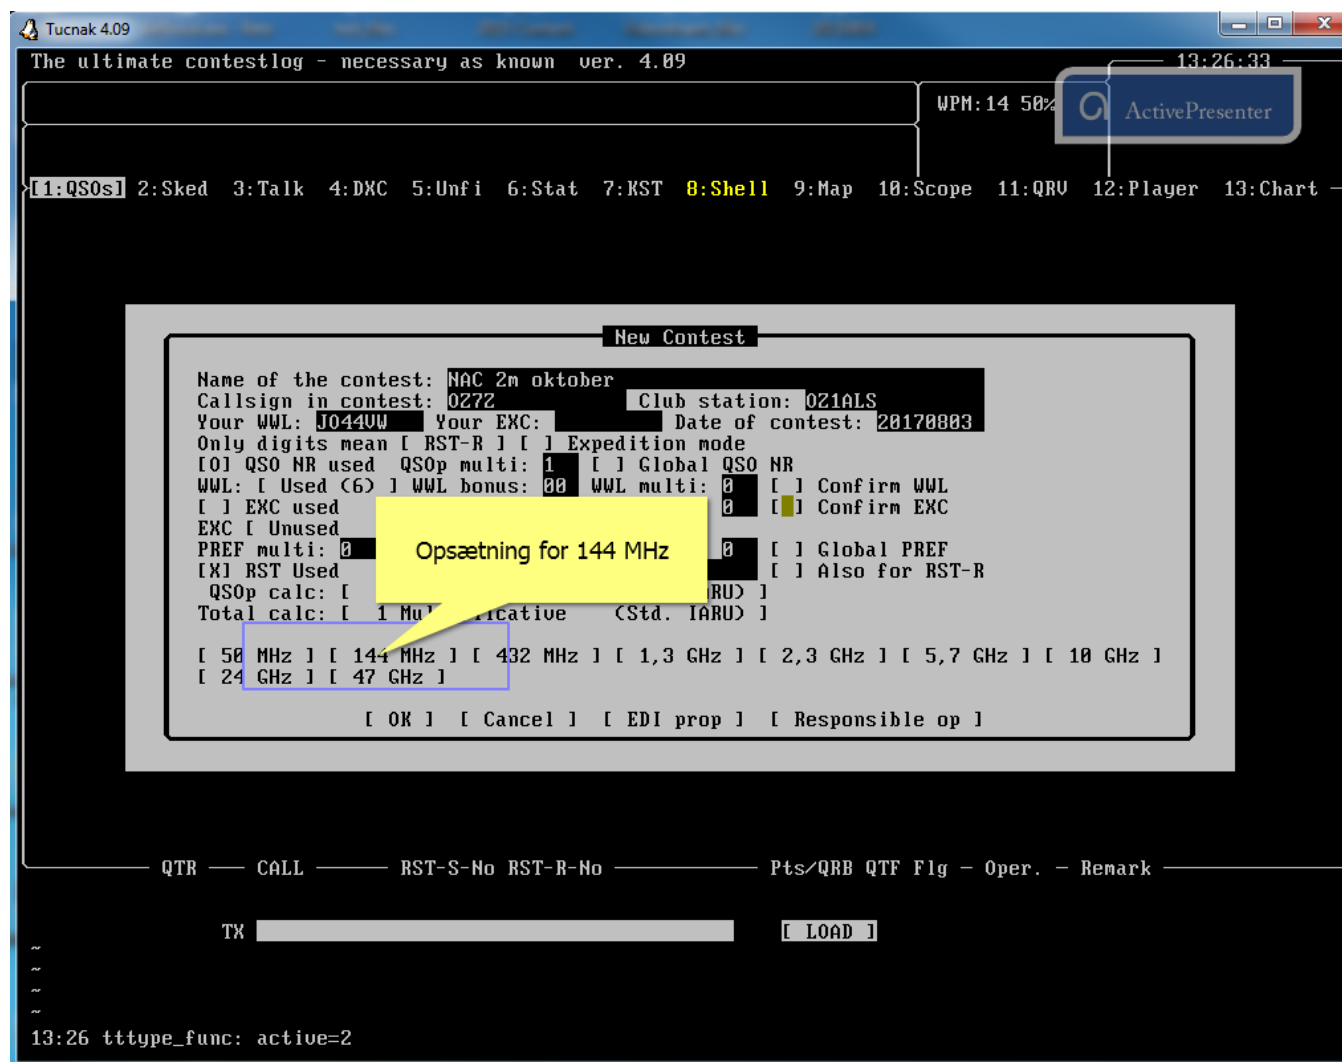 Tucnak 4.09
The ultimate contestlog - necessary as known ver. 4.09 13:26:33
WPM:14 50%
ActivePresenter
[1:QSOs] 2:Sked 3:Talk 4:DXC 5:Unfi 6:Stat 7:KST 8:Shell 9:Map 10:Scope 11:QRV 12:Player 13:Chart
New Contest
Name of the contest: NAC 2m oktober
Callsign in contest: OZ7Z Club station: OZ1ALS
Your WWL: JO44VW Your EXC: Date of contest: 20170803
Only digits mean [ RST-R ] [ ] Expedition mode
[O] QSO NR used QSOp multi: 1 [ ] Global QSO NR
WWL: [ Used (6) ] WWL bonus: 00 WWL multi: 0 [ ] Confirm WWL
[ ] EXC used 0 [ ] Confirm EXC
EXC [ Unused
PREF multi: 0 0 [ ] Global PREF
Opsætning for 144 MHz
[X] RST Used [ ] Also for RST-R
QSOp calc: [ ARU) ]
Total calc: [ 1 (Std. IARU) ]
[ 50 MHz ] [ 144 MHz ] [ 432 MHz ] [ 1,3 GHz ] [ 2,3 GHz ] [ 5,7 GHz ] [ 10 GHz ]
[ 24 GHz ] [ 47 GHz ]
[ OK ] [ Cancel ] [ EDI prop ] [ Responsible op ]
QTR CALL RST-S-No RST-R-No Pts/QRB QTF Flg - Oper. - Remark
TX [ LOAD ]
~
~
~
~
13:26 tttype_func: active=2